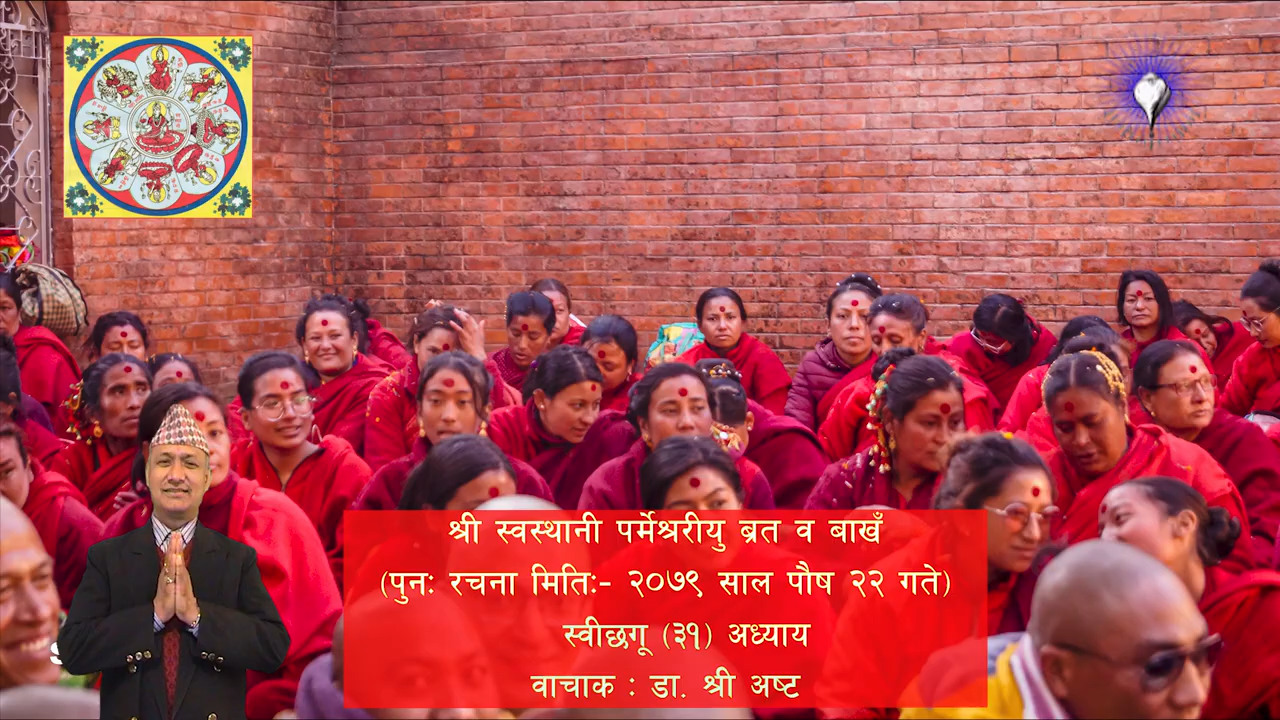 श्री स्वस्थानी पर्मेश्वरीयु ब्रत व बाखँ
(पुनः रचना मितिः- २०७९ साल पौष २२ गते)
स्वीछगू (३१) अध्याय
वाचाक : डा. श्री अष्ट